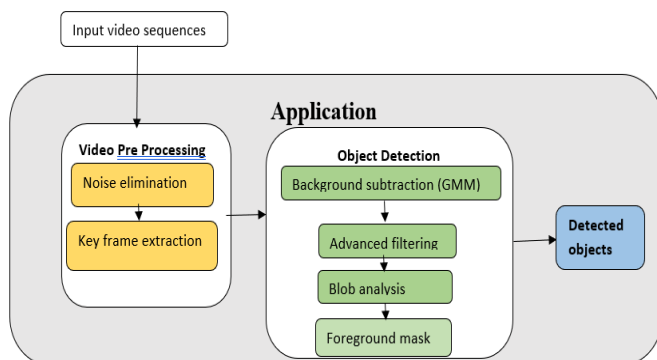 Input video sequences
Application
Video Pre Processing
Noise elimination
Key frame extraction
Object Detection
Background subtraction (GMM)
Advanced filtering
Blob analysis
Foreground mask
Detected
objects